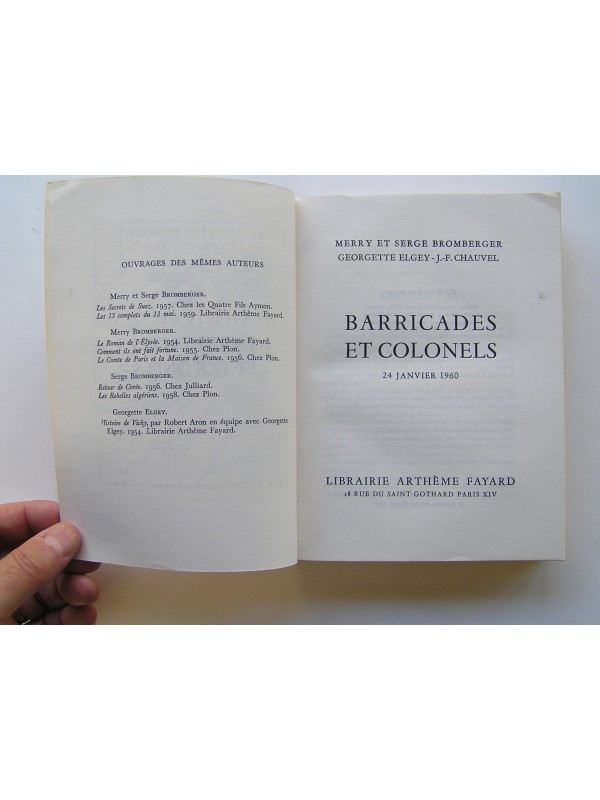 OUVRAGES DES MÊMES AUTEURS
Merry et Serge BROMBERGER.
Les Secrets de Suez. 1957. Chez les Quatre Fils Aymon.
Les 13 complots du 13 mai. 1959. Librairie Arthème Fayard.
Merry BROMBERGER.
Le Roman de l'Élysée. 1954. Librairie Arthème Fayard.
Comment ils ont fait fortune. 1955. Chez Plon.
Le Comte de Paris et la Maison de France. 1956. Chez Plon.
Serge BROMBERGER.
Retour de Corée. 1956. Chez Julliard.
Les Rebelles algériens. 1958. Chez Plon.
Georgette ELGEY.
Histoire de Vichy, par Robert Aron en équipe avec Georgette
Elgey. 1954. Librairie Arthème Fayard.
MERRY ET SERGE BROMBERGER
GEORGETTE ELGEY-J.-F. CHAUVEL
BARRICADES
ET COLONELS
24 JANVIER 1960
LIBRAIRIE ARTHÈME FAYARD
18 RUE DU SAINT-GOTHARD PARIS XIV